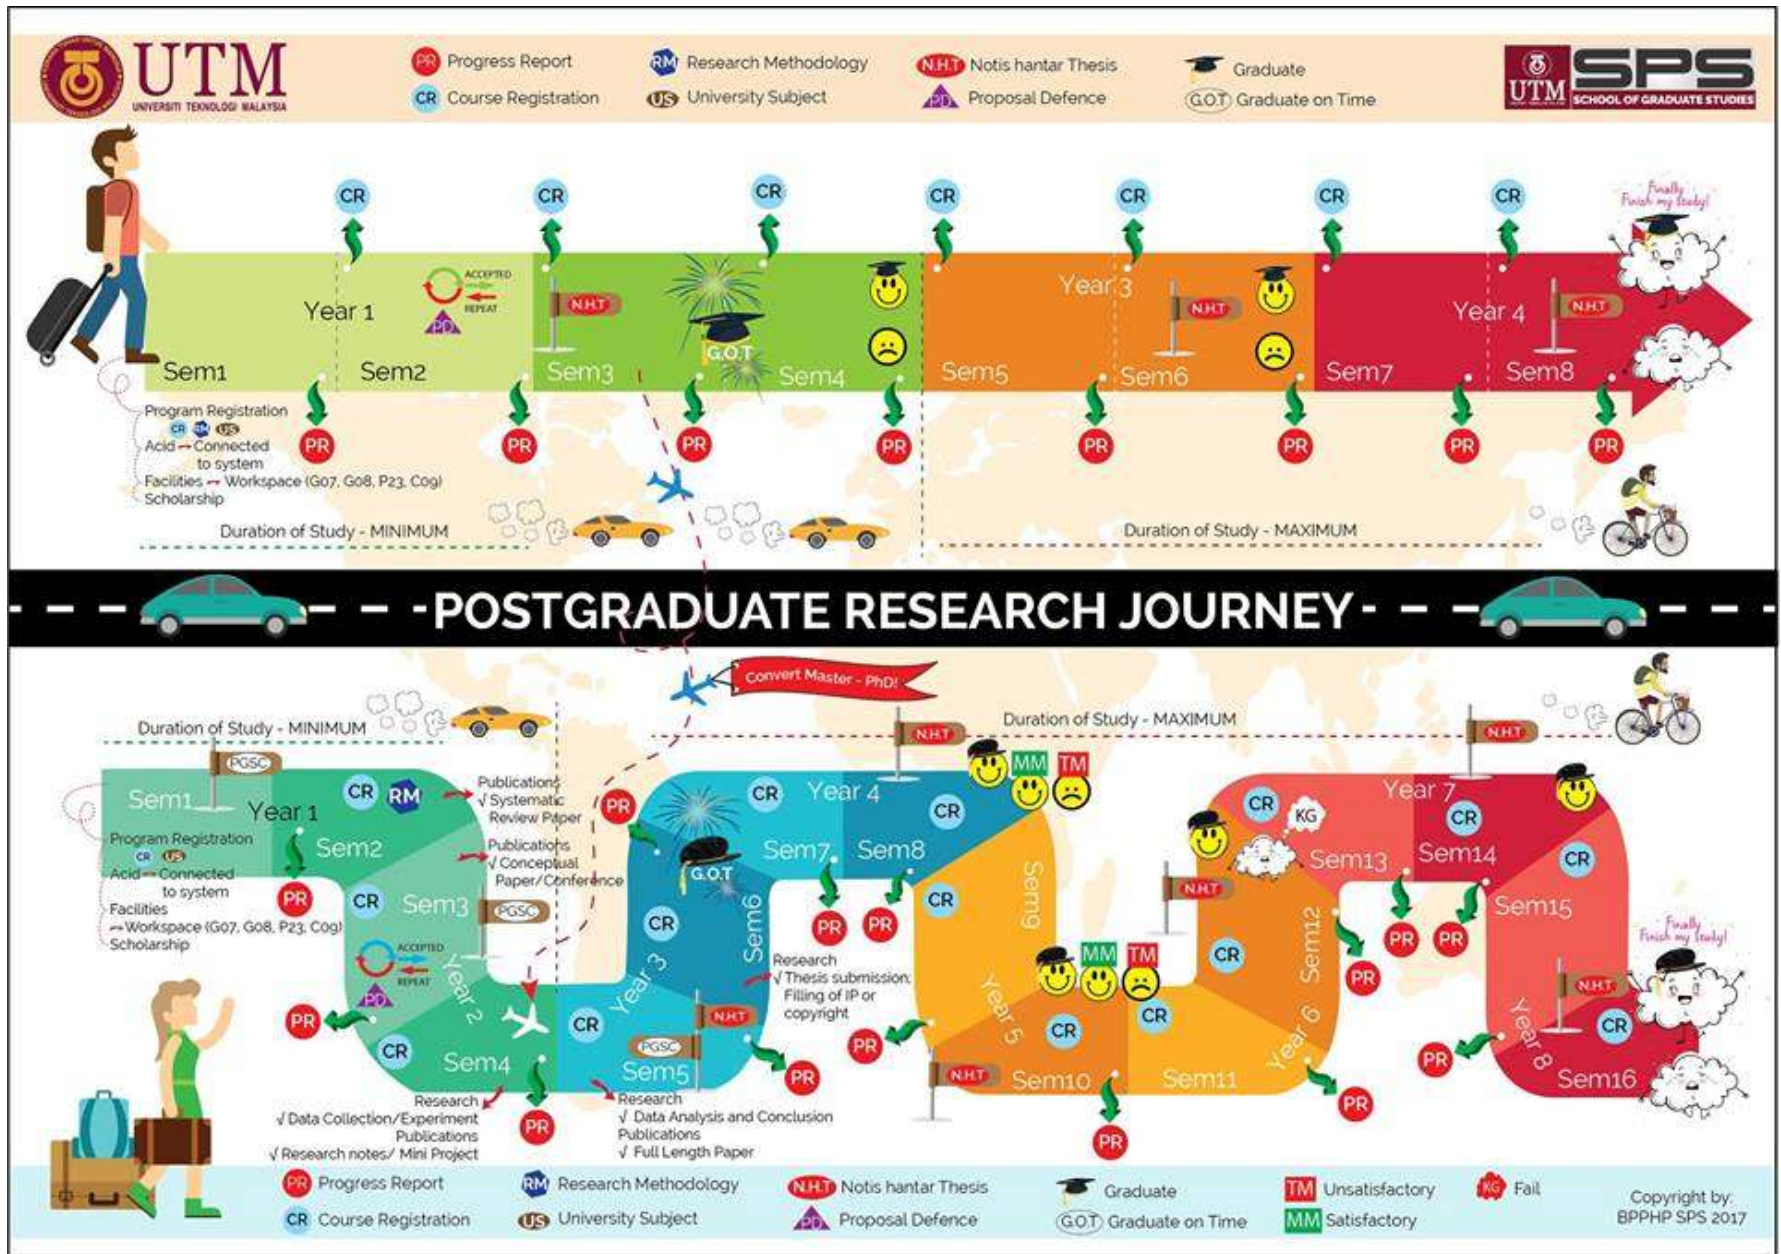 UTM
UNIVERSITI TEKNOLOGI MALAYSIA
PR Progress Report
CR Course Registration
RM Research Methodology
US University Subject
N.H.T Notis hantar Thesis
PD Proposal Defence
Graduate
G.O.T Graduate on Time
UTM
SPS
SCHOOL OF GRADUATE STUDIES
CR CR CR CR CR CR CR
Finally
Finish my study!
Year 1
ACCEPTED
REPEAT
PD
N.H.T
G.O.T
Year 3
N.H.T
Year 4
N.H.T
Sem1 Sem2 Sem3 Sem4 Sem5 Sem6 Sem7 Sem8
Program Registration
CR RM US
Acid Connected
to system
Facilities Workspace (G07, G08, P23, C09)
Scholarship
PR PR PR PR PR PR PR PR
Duration of Study - MINIMUM
Duration of Study - MAXIMUM
POSTGRADUATE RESEARCH JOURNEY
Convert Master - PhD!
Duration of Study - MINIMUM
Duration of Study - MAXIMUM
PGSC
Sem1
Year 1
Program Registration
CR US
Acid Connected
to system
Facilities
Workspace (G07, G08, P23, C09)
Scholarship
PR
CR RM
Sem2
Publications
√ Systematic
Review Paper
Publications
√ Conceptual
Paper/Conference
CR
Sem3
PGSC
ACCEPTED
REPEAT
PD
Year 2
PR
CR
Sem4
Research
√ Data Collection/Experiment
Publications
√ Research notes/ Mini Project
PR
CR
Year 3
PGSC
N.H.T
Sem5
Research
√ Data Analysis and Conclusion
Publications
√ Full Length Paper
PR
CR
Sem6
Research
√ Thesis submission;
Filling of IP or
copyright
PR
G.O.T
CR
Year 4
Sem7
PR
N.H.T
CR
Sem8
PR
MM TM
CR
Sem9
Year 5
PR
N.H.T
CR
Sem10
PR
MM TM
CR
Sem11
Year 6
PR
N.H.T
CR
Sem12
PR
CR
KG
Sem13
PR
Year 7
N.H.T
CR
Sem14
PR
CR
Sem15
Year 8
PR
N.H.T
CR
Sem16
Finally
Finish my study!
PR Progress Report
CR Course Registration
RM Research Methodology
US University Subject
N.H.T Notis hantar Thesis
PD Proposal Defence
Graduate
G.O.T Graduate on Time
TM Unsatisfactory
MM Satisfactory
KG Fail
Copyright by:
BPPHP SPS 2017